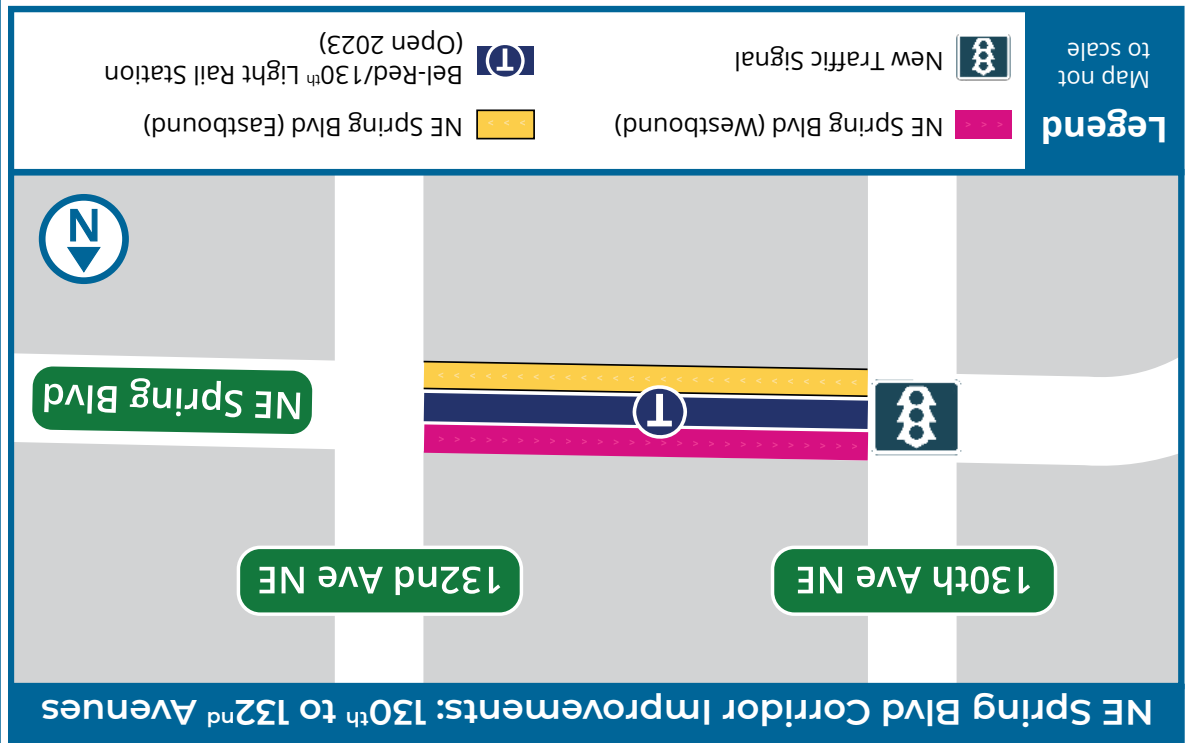 NE Spring Blvd Corridor Improvements: 130th to 132nd Avenues
130th Ave NE
132nd Ave NE
T
NE Spring Blvd
N
Legend
Map not
to scale
NE Spring Blvd (Westbound)
New Traffic Signal
NE Spring Blvd (Eastbound)
T
Bel-Red/130th Light Rail Station
(Open 2023)